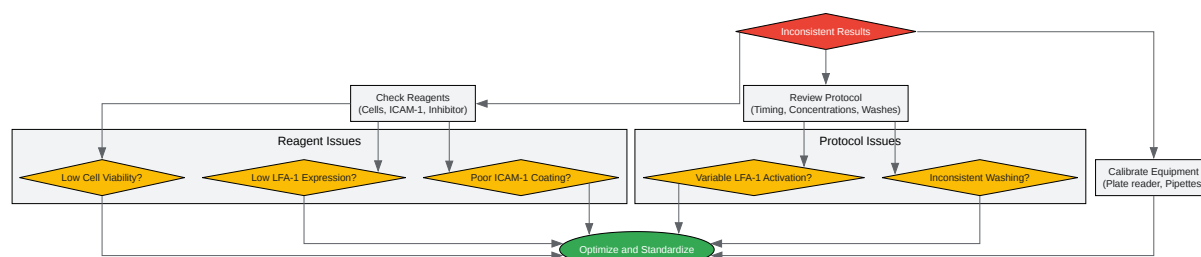 Inconsistent Results
Check Reagents
(Cells, ICAM-1, Inhibitor)
Review Protocol
(Timing, Concentrations, Washes)
Reagent Issues
Protocol Issues
Low Cell Viability?
Low LFA-1 Expression?
Poor ICAM-1 Coating?
Variable LFA-1 Activation?
Inconsistent Washing?
Calibrate Equipment
(Plate reader, Pipettes
Optimize and Standardize